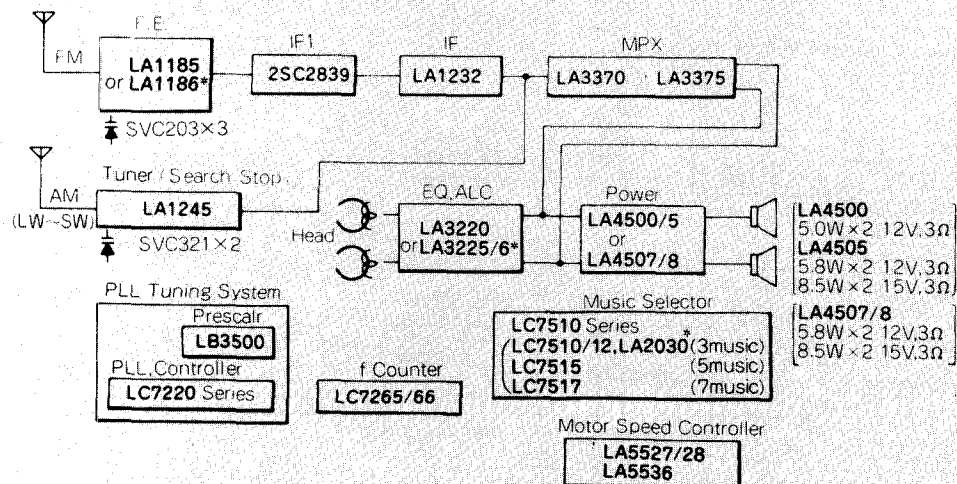 F.E.
FM
LA1185
or LA1186*
SVC203×3
IF1
2SC2839
IF
LA1232
MPX
LA3370 · LA3375
Tuner (Search Stop)
AM
(LW~SW)
LA1245
SVC321×2
Head
EQ,ALC
LA3220
or LA3225/6*
Power
LA4500/5
or
LA4507/8
LA4500
5.0W×2 12V,3Ω
LA4505
5.8W×2 12V,3Ω
8.5W×2 15V,3Ω
LA4507/8
5.8W×2 12V,3Ω
8.5W×2 15V,3Ω
PLL Tuning System
Prescalr
LB3500
PLL,Controller
LC7220 Series
f Counter
LC7265/66
Music Selector
LC7510 Series
(LC7510/12,LA2030* (3music)
LC7515 (5music)
LC7517 (7music)
Motor Speed Controller
LA5527/28
LA5536